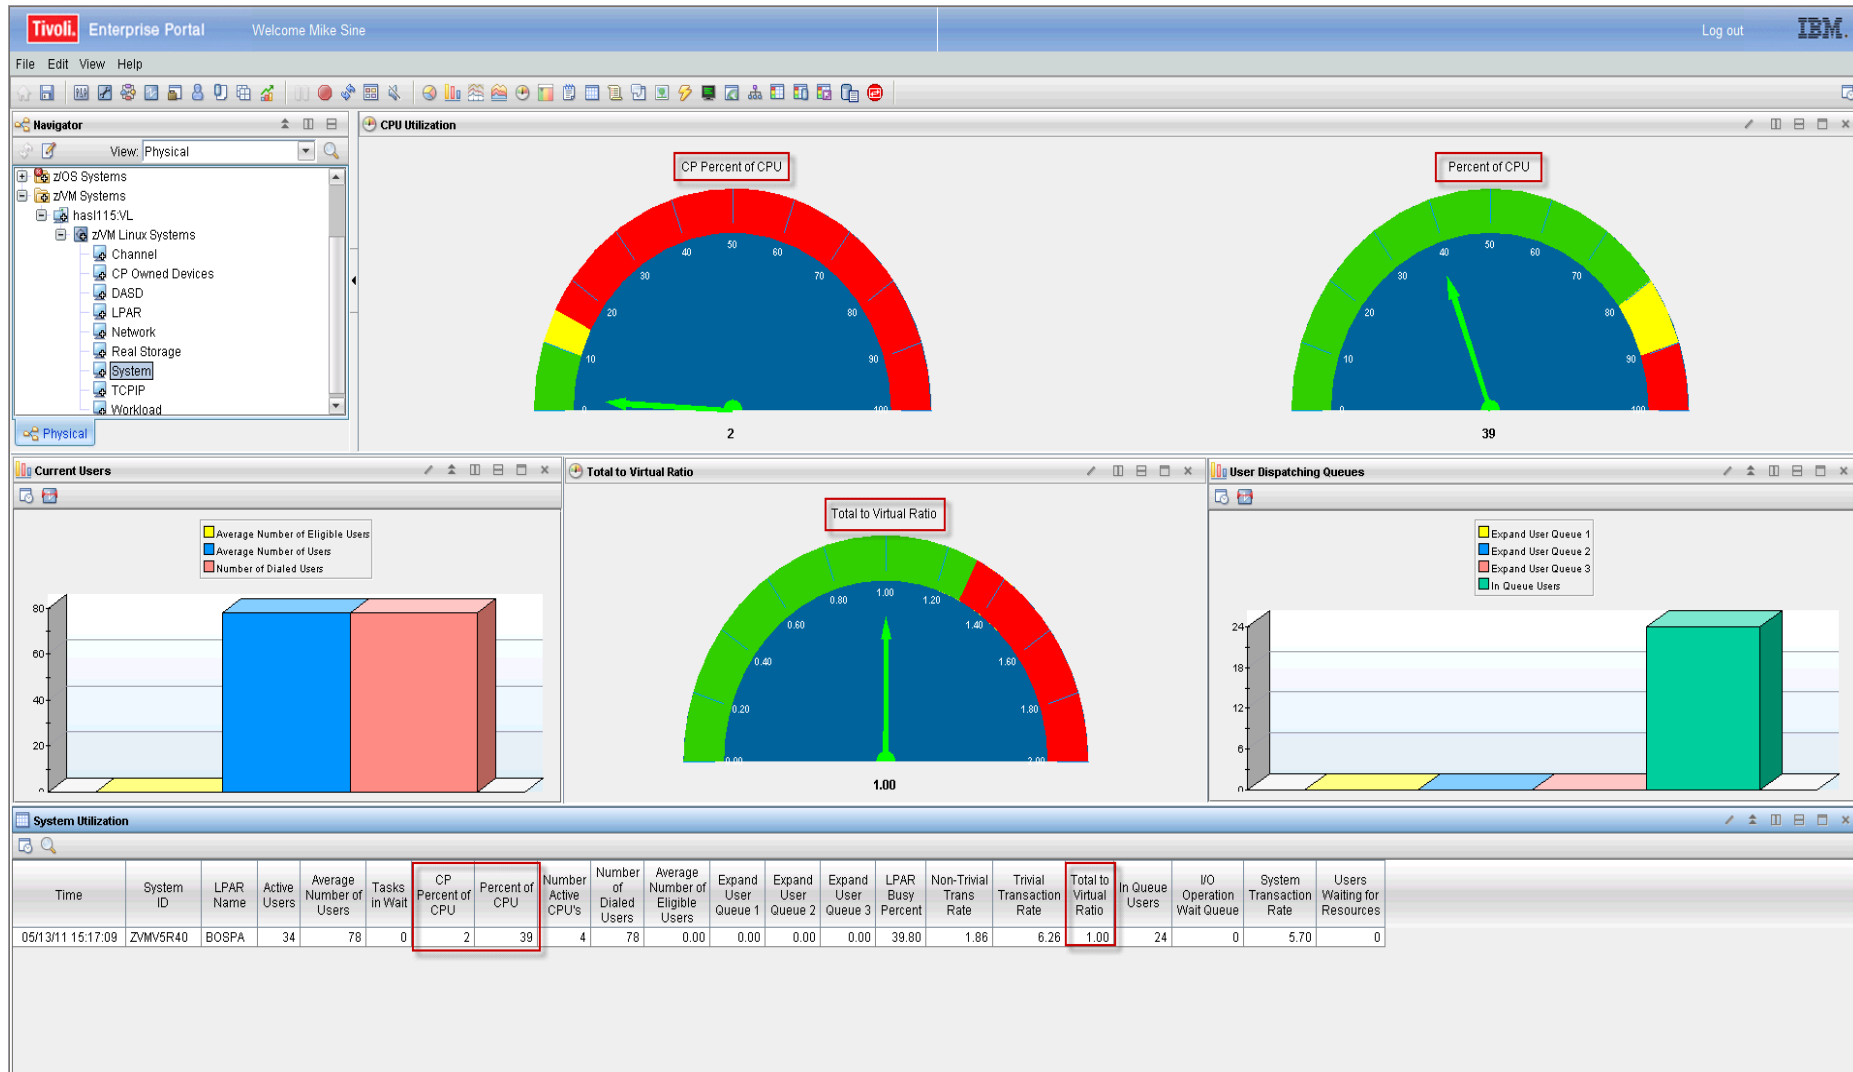 Tivoli. Enterprise Portal Welcome Mike Sine Log out IBM.
File Edit View Help
Navigator
View: Physical
z/OS Systems
z/VM Systems
hasl115:VL
z/VM Linux Systems
Channel
CP Owned Devices
DASD
LPAR
Network
Real Storage
System
TCPIP
Workload
Physical
CPU Utilization
CP Percent of CPU
0 10 20 30 40 50 60 70 80 90 100
2
Percent of CPU
0 10 20 30 40 50 60 70 80 90 100
39
Current Users
Average Number of Eligible Users
Average Number of Users
Number of Dialed Users
80
60
40
20
0
Total to Virtual Ratio
Total to Virtual Ratio
0.00 0.20 0.40 0.60 0.80 1.00 1.20 1.40 1.60 1.80 2.00
1.00
User Dispatching Queues
Expand User Queue 1
Expand User Queue 2
Expand User Queue 3
In Queue Users
24
18
12
6
0
System Utilization
Time System ID LPAR Name Active Users Average Number of Users Tasks in Wait CP Percent of CPU Percent of CPU Number Active CPU's Number of Dialed Users Average Number of Eligible Users Expand User Queue 1 Expand User Queue 2 Expand User Queue 3 LPAR Busy Percent Non-Trivial Trans Rate Trivial Transaction Rate Total to Virtual Ratio In Queue Users I/O Operation Wait Queue System Transaction Rate Users Waiting for Resources
05/13/11 15:17:09 ZVMV5R40 BOSPA 34 78 0 2 39 4 78 0.00 0.00 0.00 0.00 39.80 1.86 6.26 1.00 24 0 5.70 0